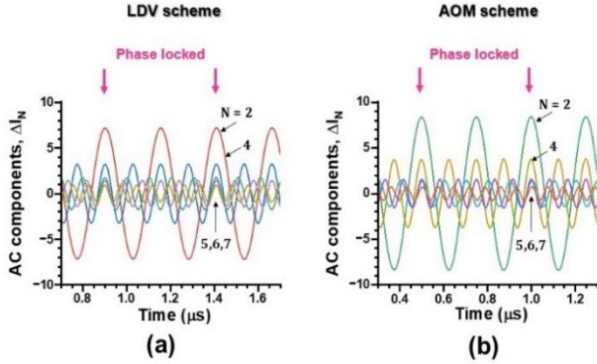 LDV scheme
AOM scheme
Phase locked
Phase locked
AC components, ΔI_N
10
5
0
−5
−10
N = 2
4
5,6,7
0.8 1.0 1.2 1.4 1.6
Time (μs)
(a)
AC components, ΔI_N
10
5
0
−5
−10
N = 2
4
5,6,7
0.4 0.6 0.8 1.0 1.2
Time (μs)
(b)